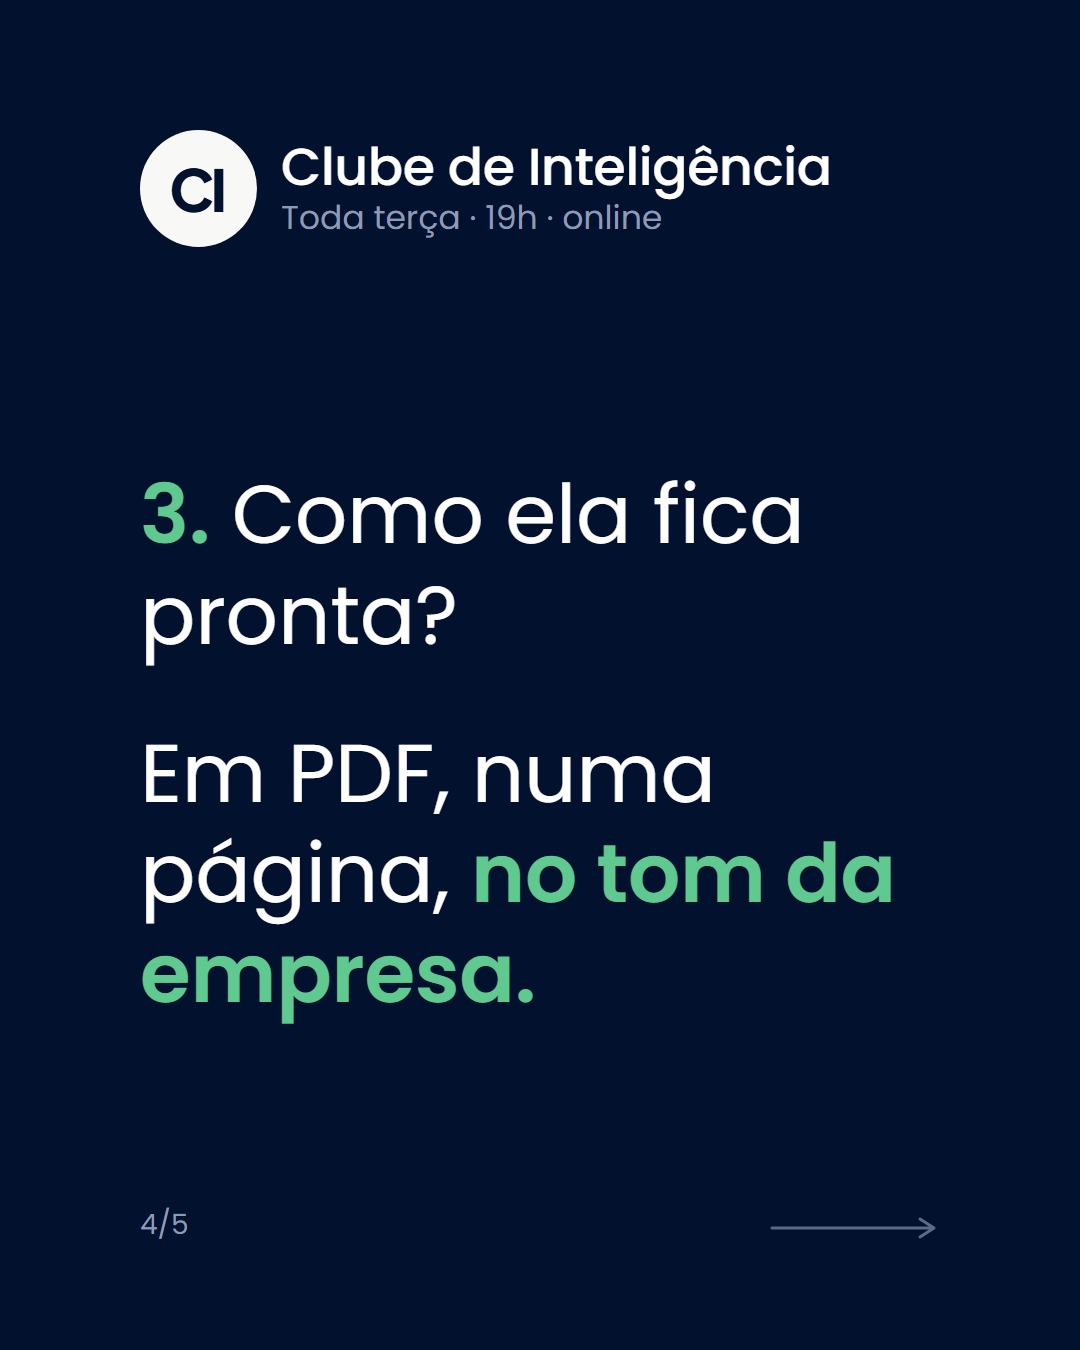 CI
Clube de Inteligência
Toda terça · 19h · online
3. Como ela fica
pronta?
Em PDF, numa
página, no tom da
empresa.
4/5